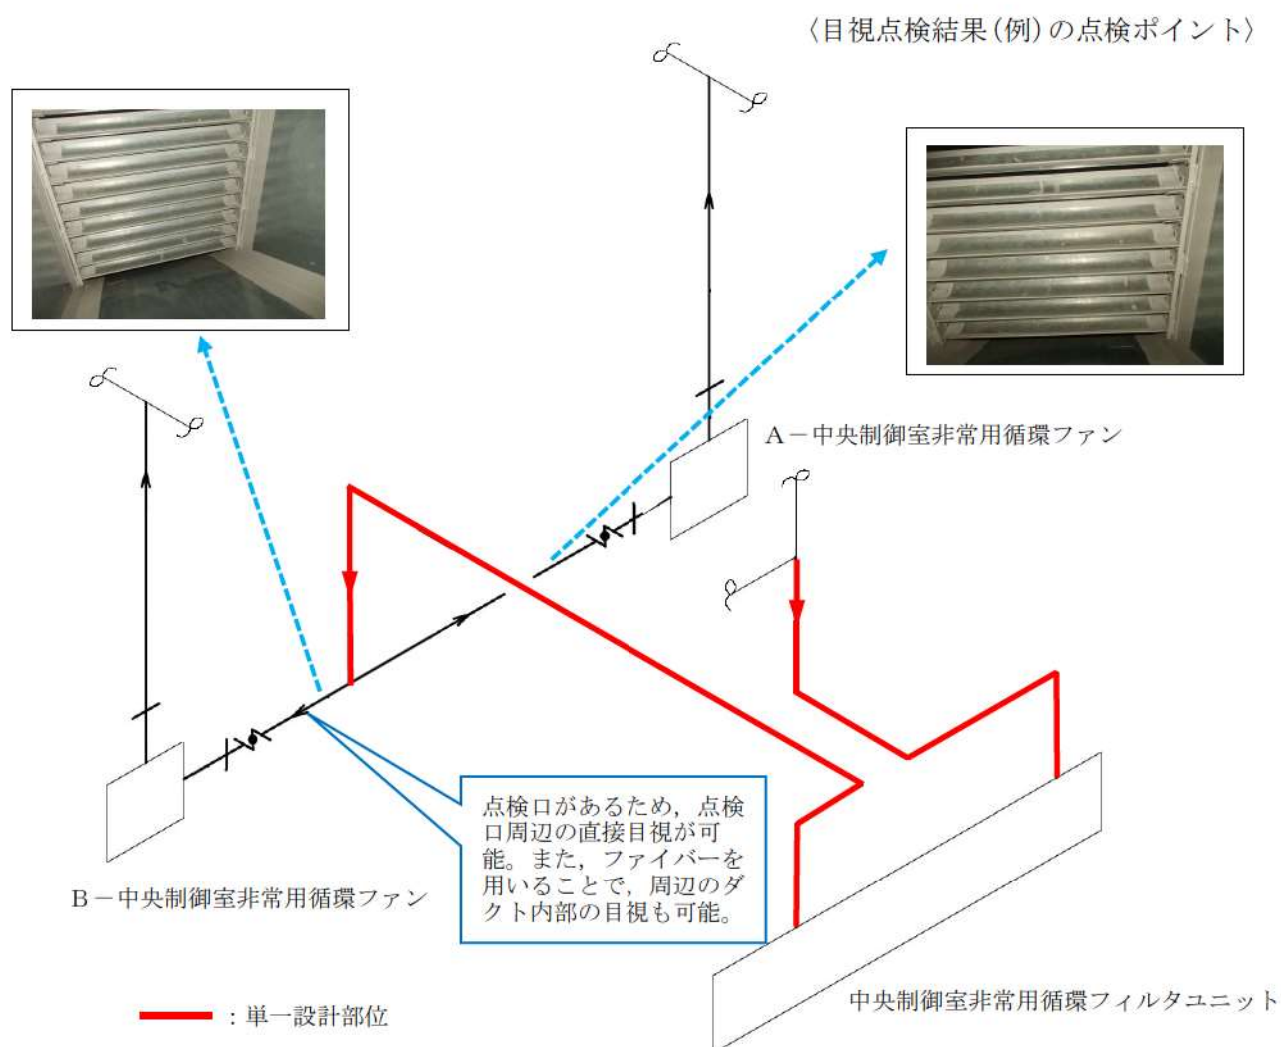 〈目視点検結果(例)の点検ポイント〉
A－中央制御室非常用循環ファン
点検口があるため，点検
口周辺の直接目視が可
能。また，ファイバーを
用いることで，周辺のダ
クト内部の目視も可能。
B－中央制御室非常用循環ファン
中央制御室非常用循環フィルタユニット
：単一設計部位